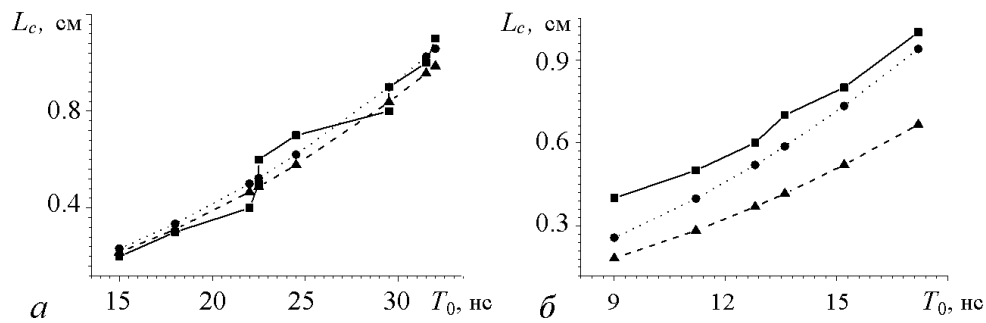 L_c, см
0.8
0.4
15 20 25 30 T_0, нс
а
L_c, см
0.9
0.6
0.3
9 12 15 T_0, нс
б